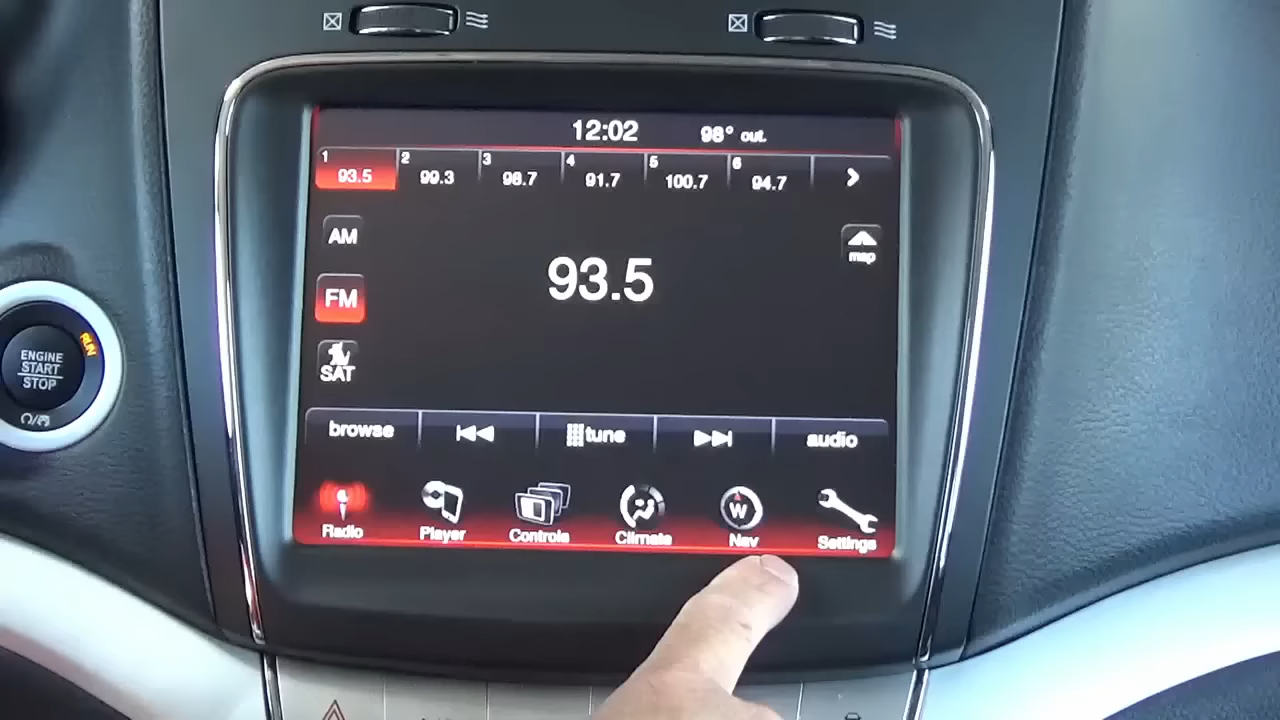 12:02 98° out.
1 2 3 4 5 6
93.5 99.3 98.7 91.7 100.7 94.7
AM
map
93.5
FM
SAT
RUN
ENGINE
START
STOP
browse tune audio
W
Radio Player Controls Climate Nav Settings